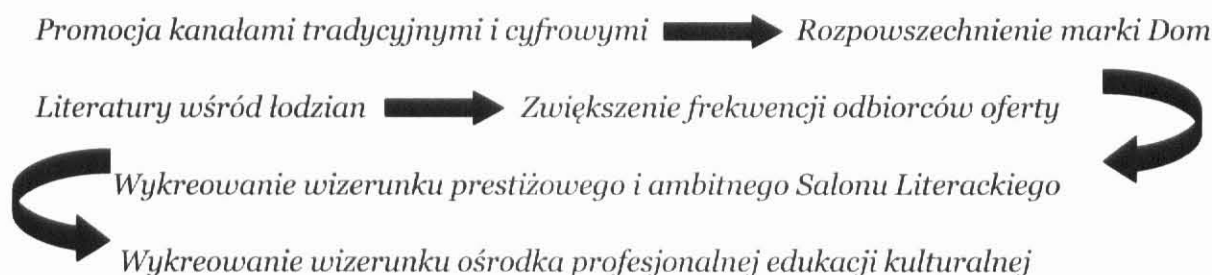 Promocja kanałami tradycyjnymi i cyfrowymi Rozpowszechnienie marki Dom
Literatury wśród łodzian Zwiększenie frekwencji odbiorców oferty
Wykreowanie wizerunku prestiżowego i ambitnego Salonu Literackiego
Wykreowanie wizerunku ośrodka profesjonalnej edukacji kulturalnej